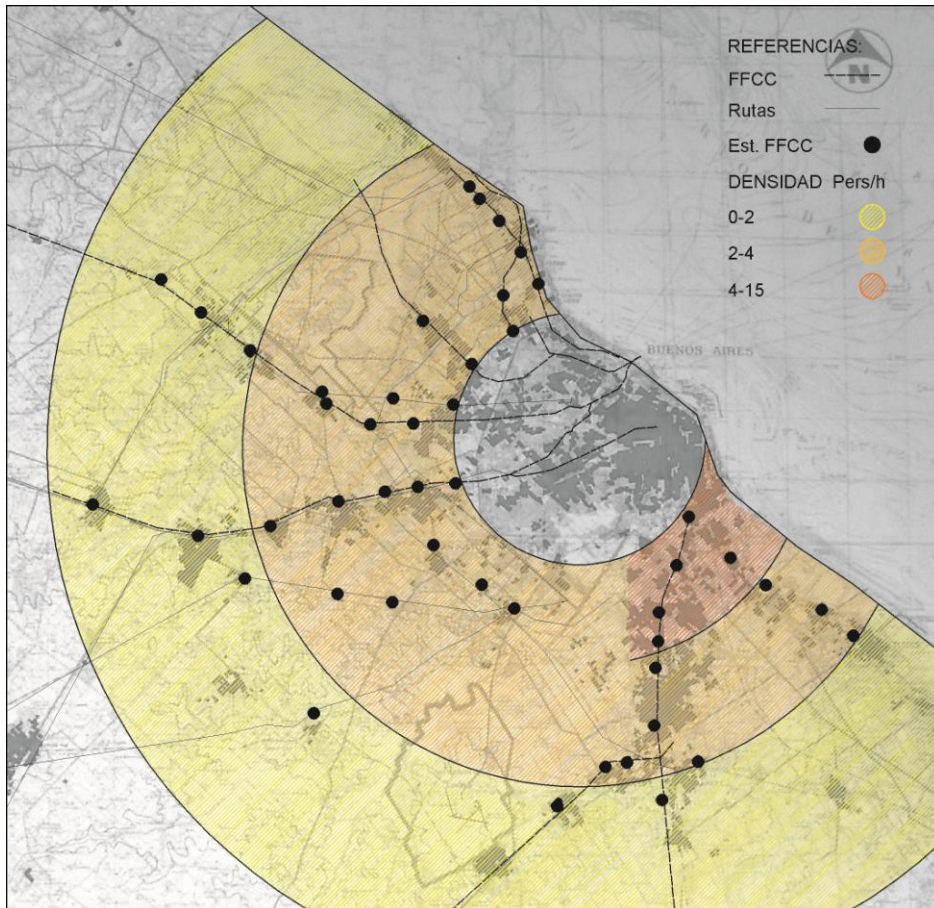 REFERENCIAS:
N
FFCC
Rutas
Est. FFCC
DENSIDAD Pers/h
0-2
2-4
4-15
BUENOS AIRES